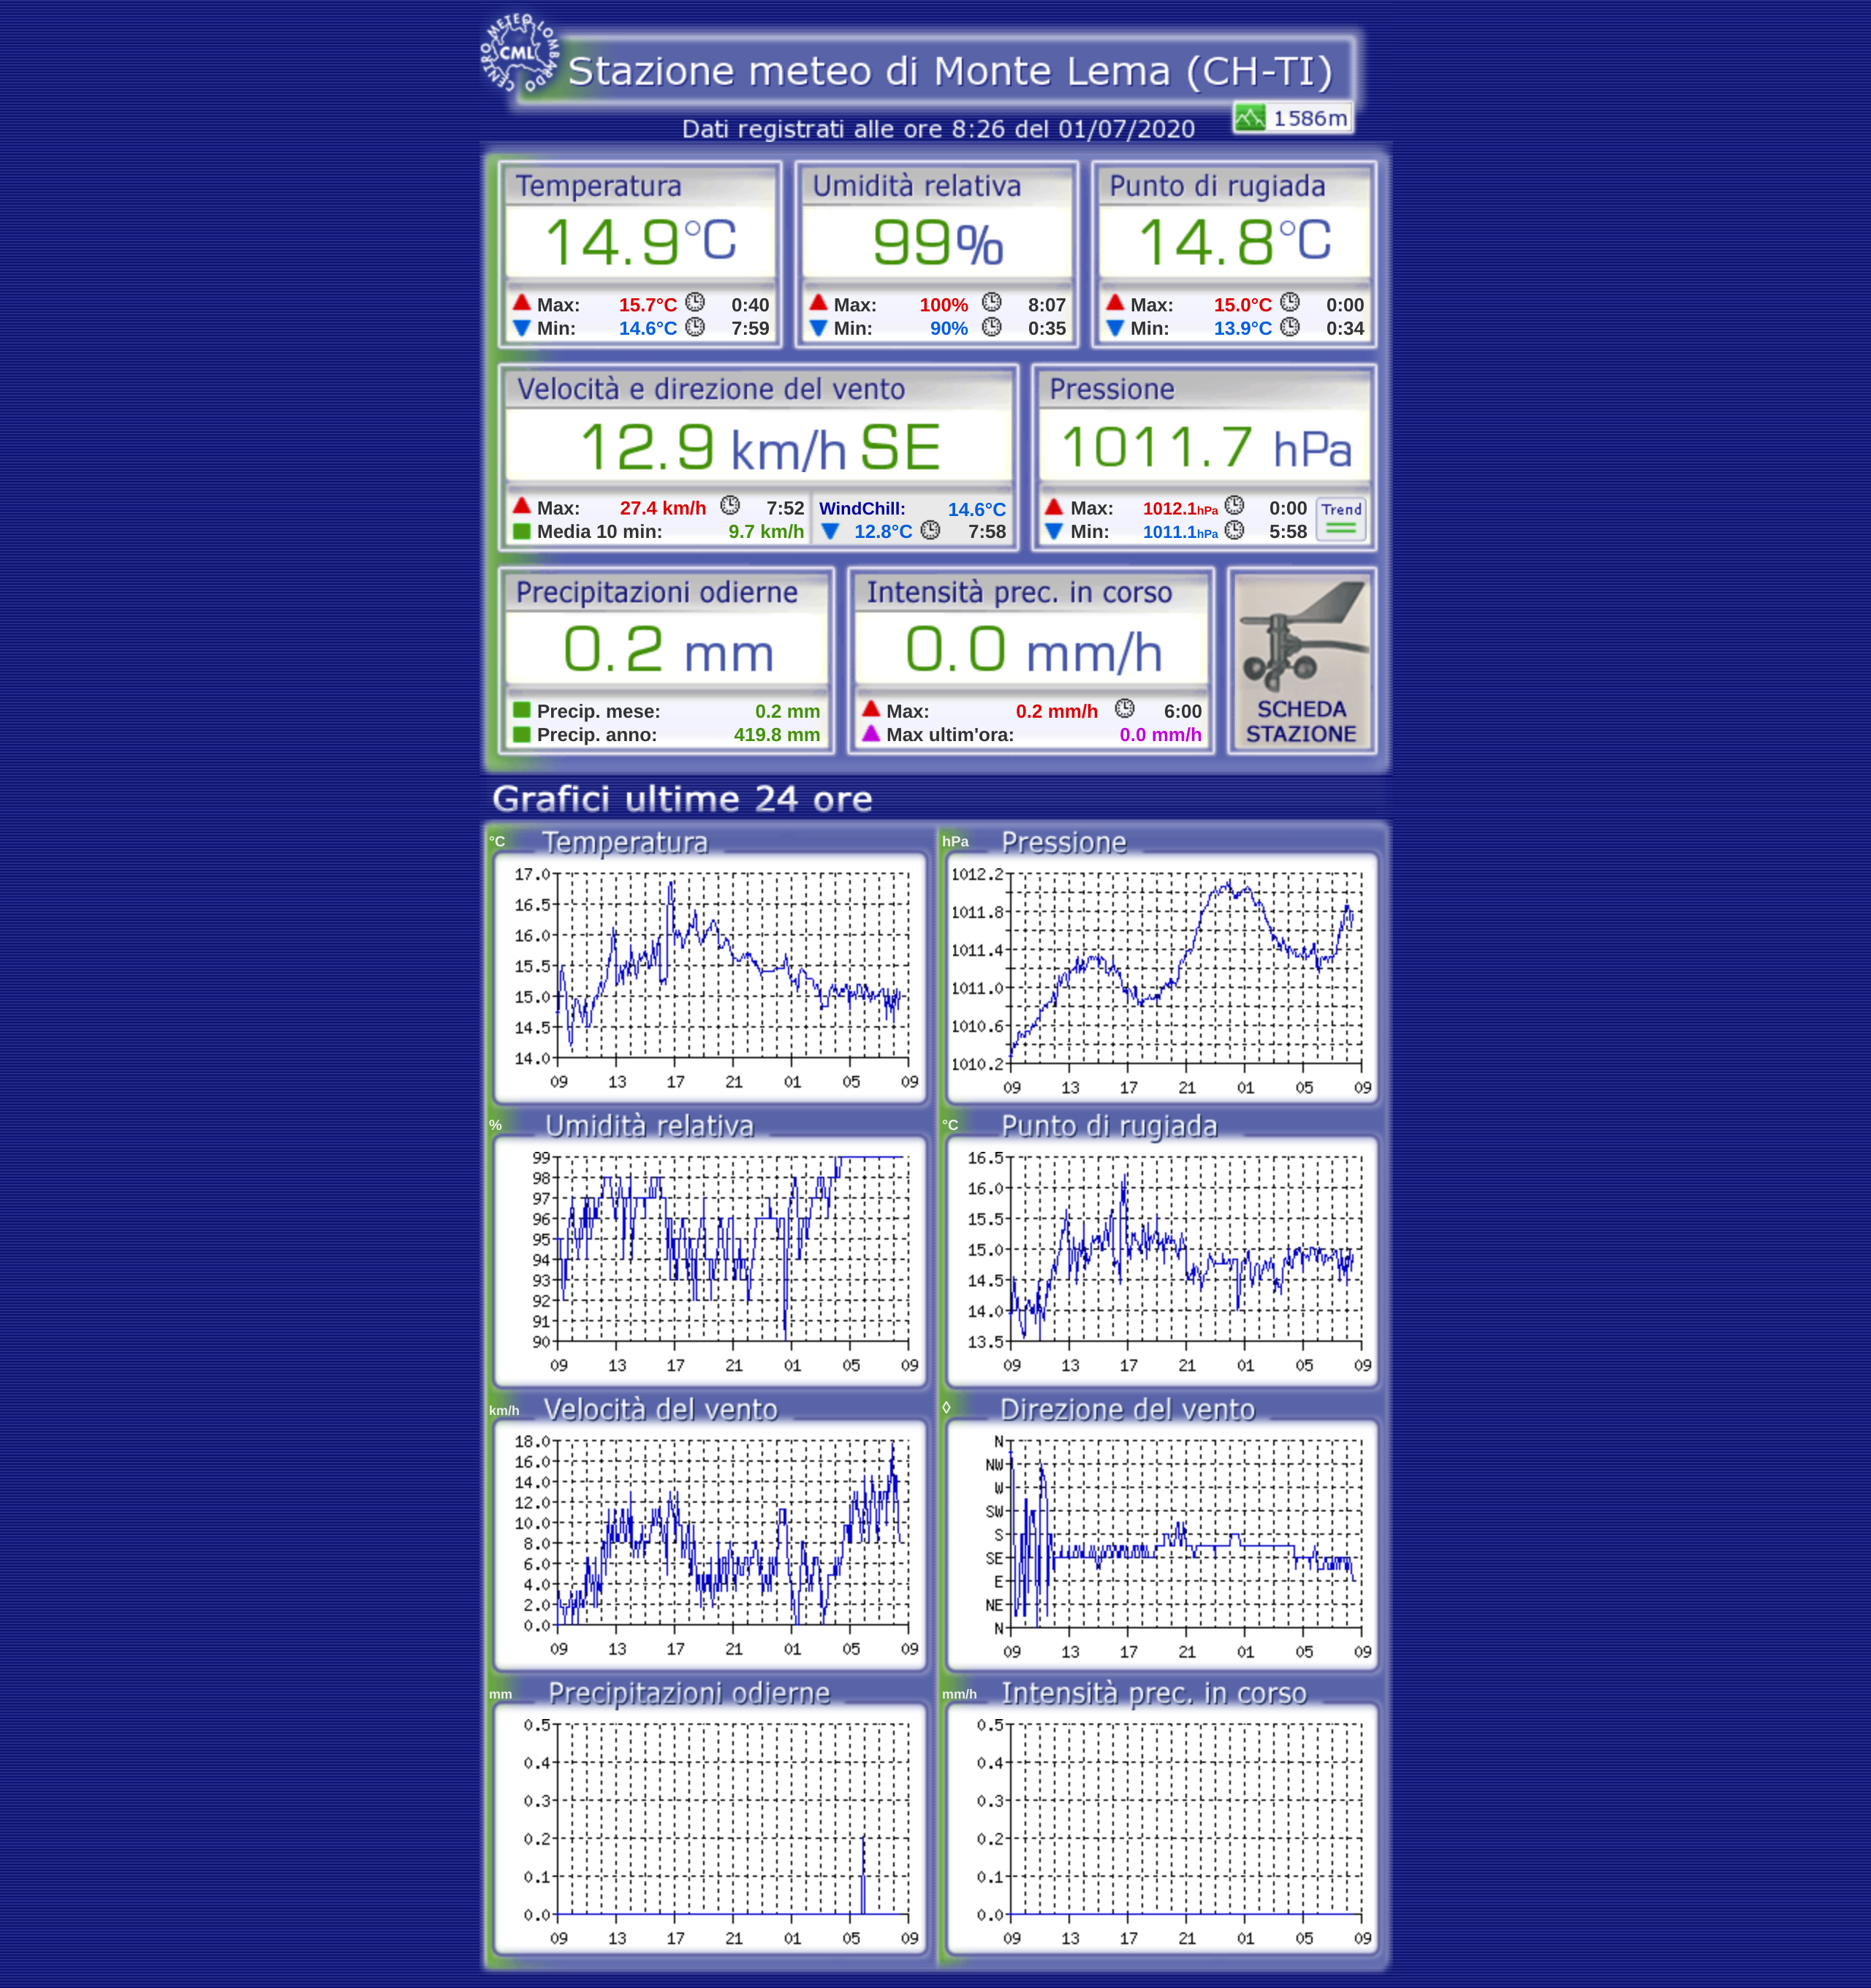 CENTRO METEO LOMBARDO
CML
Stazione meteo di Monte Lema (CH-TI)
1586m
Dati registrati alle ore 8:26 del 01/07/2020
Temperatura Umidità relativa Punto di rugiada
14.9°C 99% 14.8°C
Max: 15.7°C 0:40 Max: 100% 8:07 Max: 15.0°C 0:00
Min: 14.6°C 7:59 Min: 90% 0:35 Min: 13.9°C 0:34
Velocità e direzione del vento Pressione
12.9 km/h SE 1011.7 hPa
Max: 27.4 km/h 7:52 WindChill: 14.6°C Max: 1012.1hPa 0:00 Trend
Media 10 min: 9.7 km/h 12.8°C 7:58 Min: 1011.1hPa 5:58
Precipitazioni odierne Intensità prec. in corso
0.2 mm 0.0 mm/h
Precip. mese: 0.2 mm Max: 0.2 mm/h 6:00 SCHEDA
Precip. anno: 419.8 mm Max ultim'ora: 0.0 mm/h STAZIONE
Grafici ultime 24 ore
°C Temperatura
17.0
16.5
16.0
15.5
15.0
14.5
14.0
09 13 17 21 01 05 09
hPa Pressione
1012.2
1011.8
1011.4
1011.0
1010.6
1010.2
09 13 17 21 01 05 09
% Umidità relativa
99
98
97
96
95
94
93
92
91
90
09 13 17 21 01 05 09
°C Punto di rugiada
16.5
16.0
15.5
15.0
14.5
14.0
13.5
09 13 17 21 01 05 09
km/h Velocità del vento
18.0
16.0
14.0
12.0
10.0
8.0
6.0
4.0
2.0
0.0
09 13 17 21 01 05 09
◊ Direzione del vento
N
NW
W
SW
S
SE
E
NE
N
09 13 17 21 01 05 09
mm Precipitazioni odierne
0.5
0.4
0.3
0.2
0.1
0.0
09 13 17 21 01 05 09
mm/h Intensità prec. in corso
0.5
0.4
0.3
0.2
0.1
0.0
09 13 17 21 01 05 09